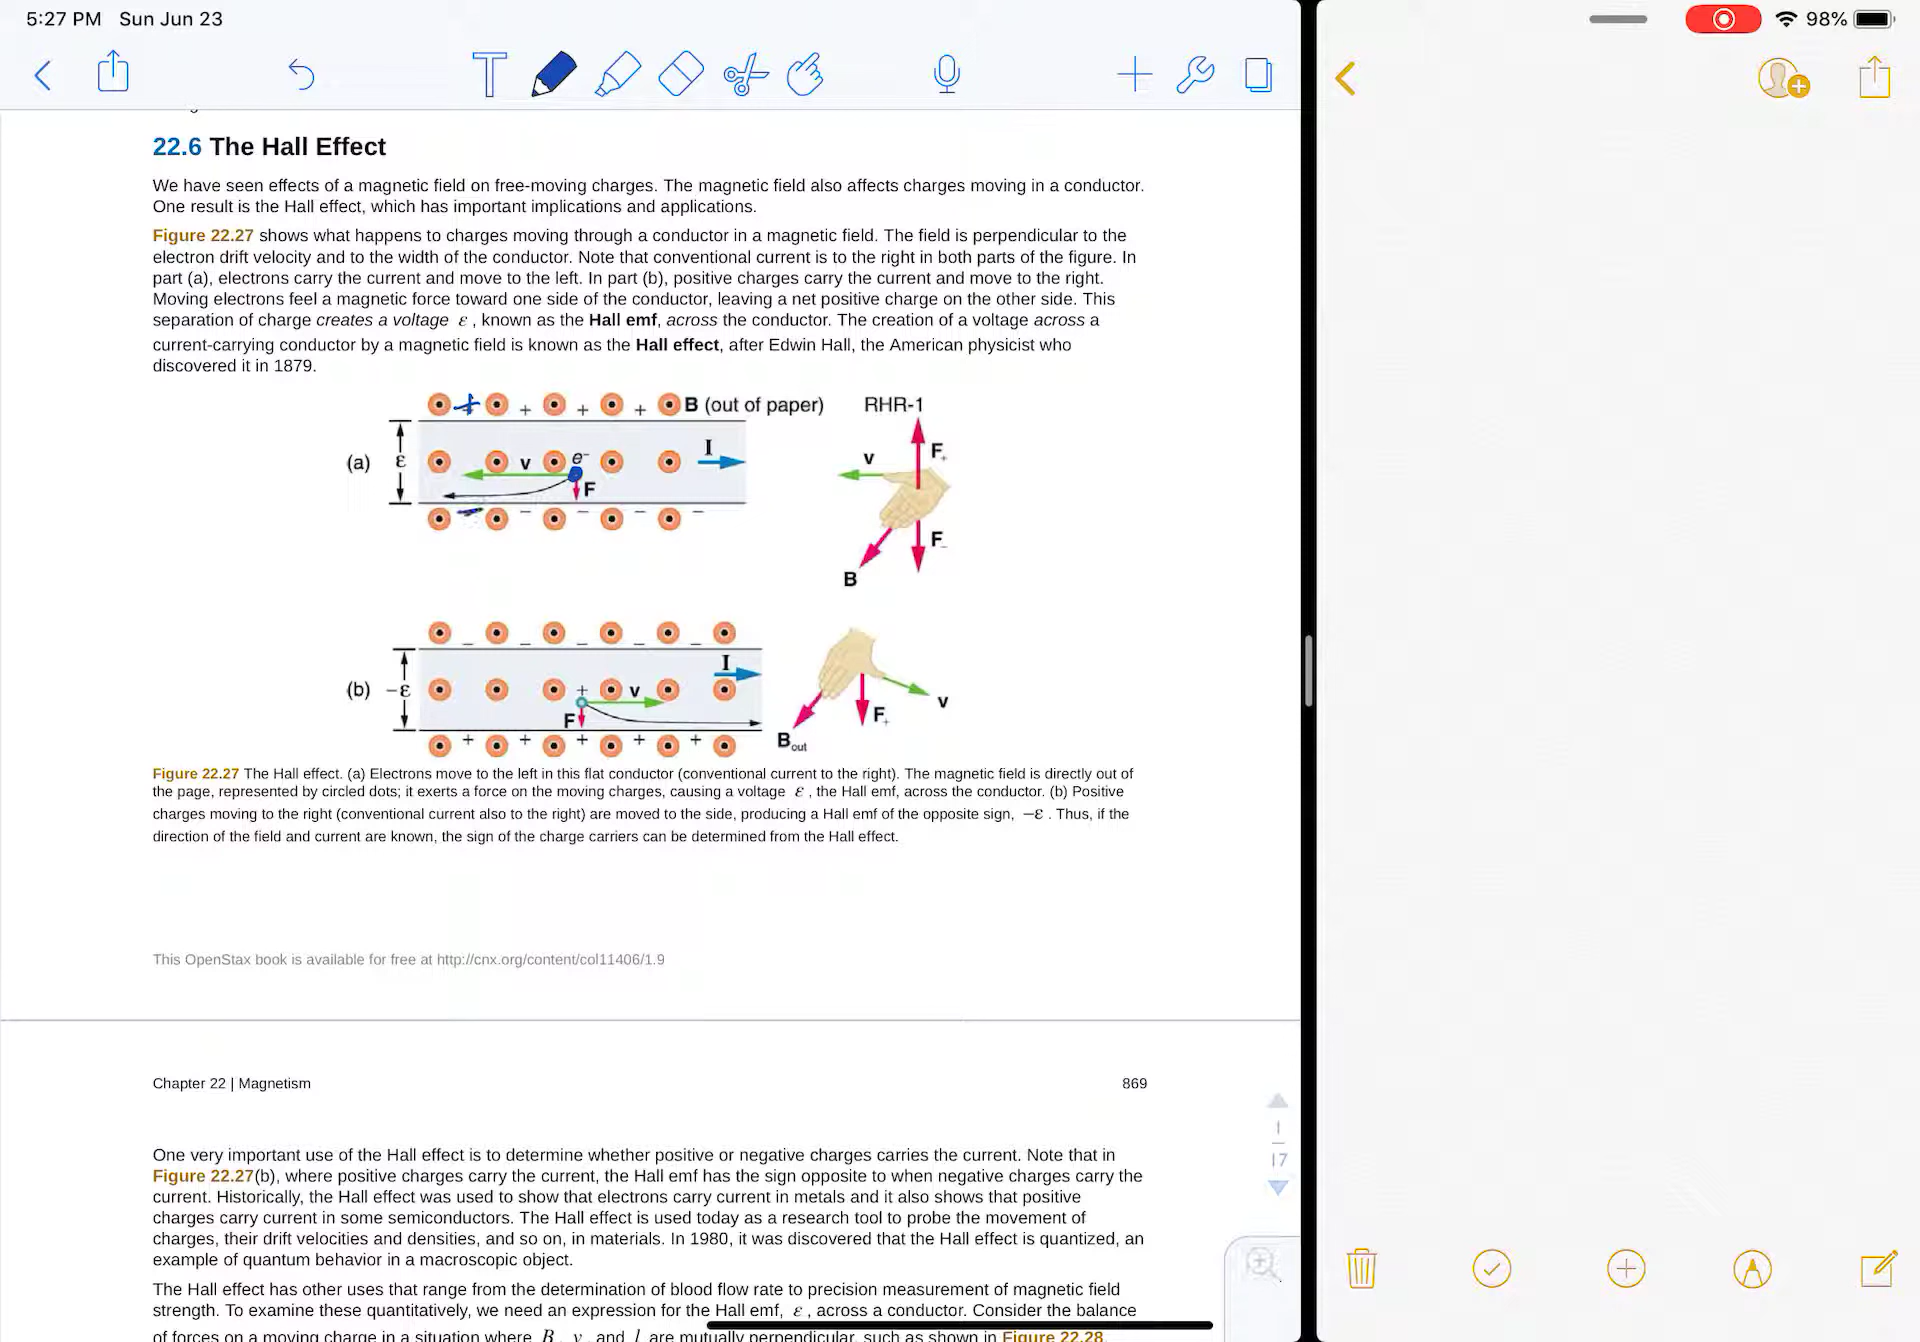 5:27 PM Sun Jun 23
98%
22.6 The Hall Effect
We have seen effects of a magnetic field on free-moving charges. The magnetic field also affects charges moving in a conductor.
One result is the Hall effect, which has important implications and applications.
Figure 22.27 shows what happens to charges moving through a conductor in a magnetic field. The field is perpendicular to the
electron drift velocity and to the width of the conductor. Note that conventional current is to the right in both parts of the figure. In
part (a), electrons carry the current and move to the left. In part (b), positive charges carry the current and move to the right.
Moving electrons feel a magnetic force toward one side of the conductor, leaving a net positive charge on the other side. This
separation of charge creates a voltage ε , known as the Hall emf, across the conductor. The creation of a voltage across a
current-carrying conductor by a magnetic field is known as the Hall effect, after Edwin Hall, the American physicist who
discovered it in 1879.
+ + + + B (out of paper) RHR-1
(a) ε v e⁻ I
F
− − − −
v F₊
F₋
B
− − − − −
(b) −ε + v I
F
+ + + + +
B_out F₊ v
Figure 22.27 The Hall effect. (a) Electrons move to the left in this flat conductor (conventional current to the right). The magnetic field is directly out of
the page, represented by circled dots; it exerts a force on the moving charges, causing a voltage ε , the Hall emf, across the conductor. (b) Positive
charges moving to the right (conventional current also to the right) are moved to the side, producing a Hall emf of the opposite sign, −ε . Thus, if the
direction of the field and current are known, the sign of the charge carriers can be determined from the Hall effect.
This OpenStax book is available for free at http://cnx.org/content/col11406/1.9
Chapter 22 | Magnetism 869
One very important use of the Hall effect is to determine whether positive or negative charges carries the current. Note that in
Figure 22.27(b), where positive charges carry the current, the Hall emf has the sign opposite to when negative charges carry the
current. Historically, the Hall effect was used to show that electrons carry current in metals and it also shows that positive
charges carry current in some semiconductors. The Hall effect is used today as a research tool to probe the movement of
charges, their drift velocities and densities, and so on, in materials. In 1980, it was discovered that the Hall effect is quantized, an
example of quantum behavior in a macroscopic object.
The Hall effect has other uses that range from the determination of blood flow rate to precision measurement of magnetic field
strength. To examine these quantitatively, we need an expression for the Hall emf, ε , across a conductor. Consider the balance
of forces on a moving charge in a situation where B , v , and l are mutually perpendicular, such as shown in Figure 22.28.
1
17